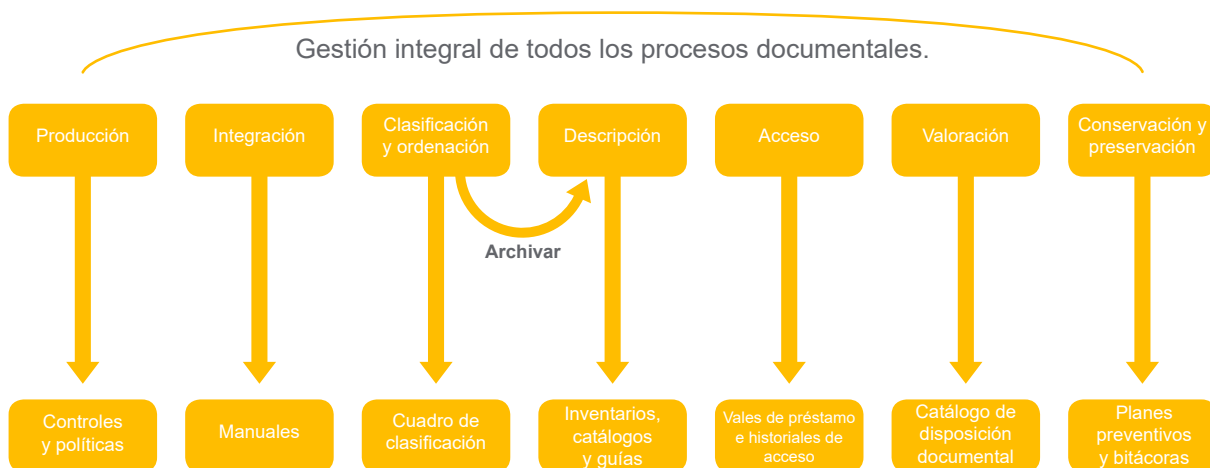 Gestión integral de todos los procesos documentales.
Producción
Integración
Clasificación
y ordenación
Descripción
Acceso
Valoración
Conservación y
preservación
Archivar
Controles
y políticas
Manuales
Cuadro de
clasificación
Inventarios,
catálogos
y guías
Vales de préstamo
e historiales de
acceso
Catálogo de
disposición
documental
Planes
preventivos
y bitácoras